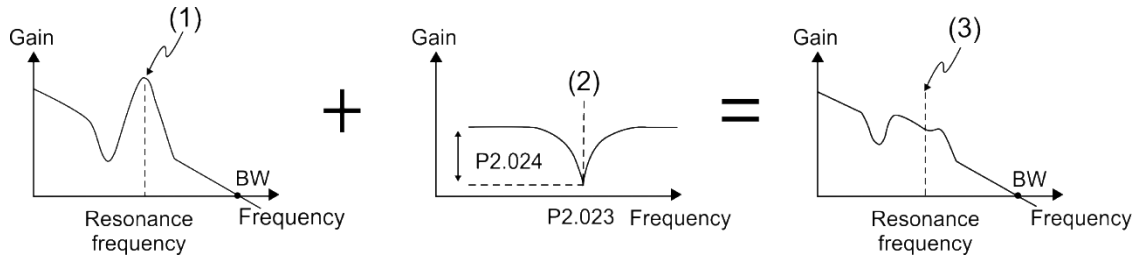 (1)
Gain
BW
Frequency
Resonance
frequency
+
Gain
(2)
P2.024
P2.023
Frequency
=
(3)
Gain
BW
Frequency
Resonance
frequency